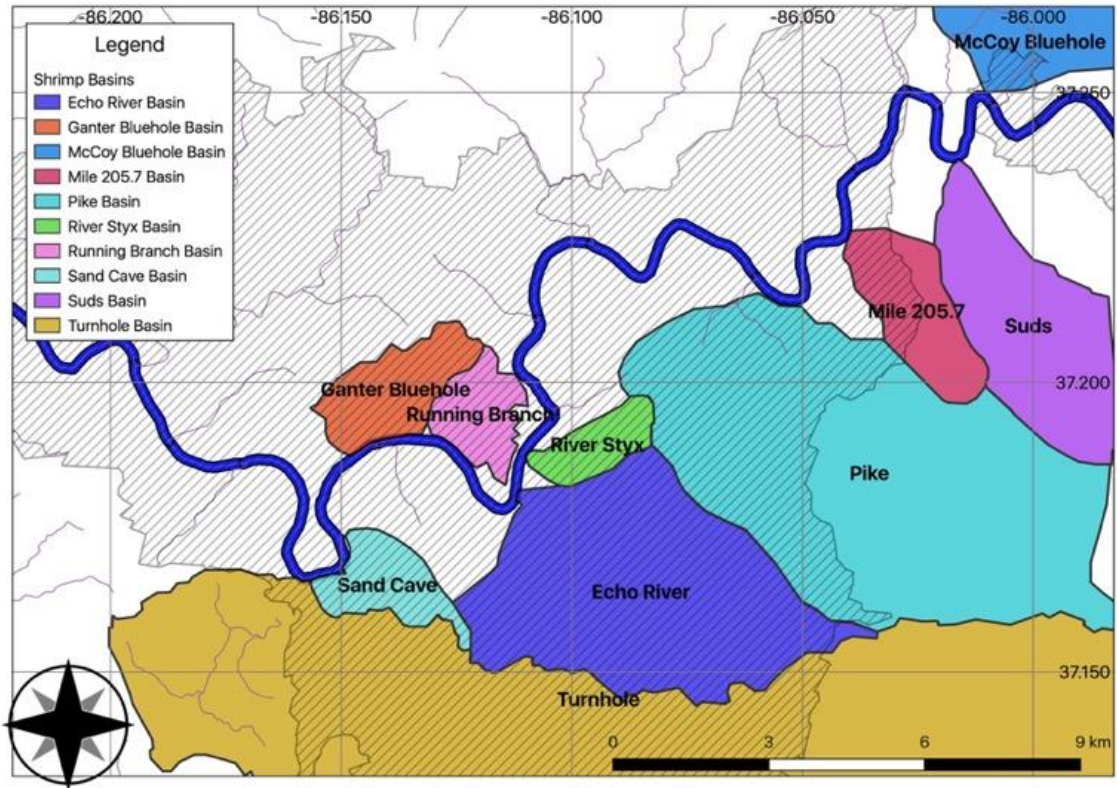 -86.200
-86.150
-86.100
-86.050
-86.000
Legend
Shrimp Basins
Echo River Basin
Ganter Bluehole Basin
McCoy Bluehole Basin
Mile 205.7 Basin
Pike Basin
River Styx Basin
Running Branch Basin
Sand Cave Basin
Suds Basin
Turnhole Basin
McCoy Bluehole
37.250
Mile 205.7
Suds
37.200
Ganter Bluehole
Running Branch
River Styx
Pike
Sand Cave
Echo River
37.150
Turnhole
0
3
6
9 km